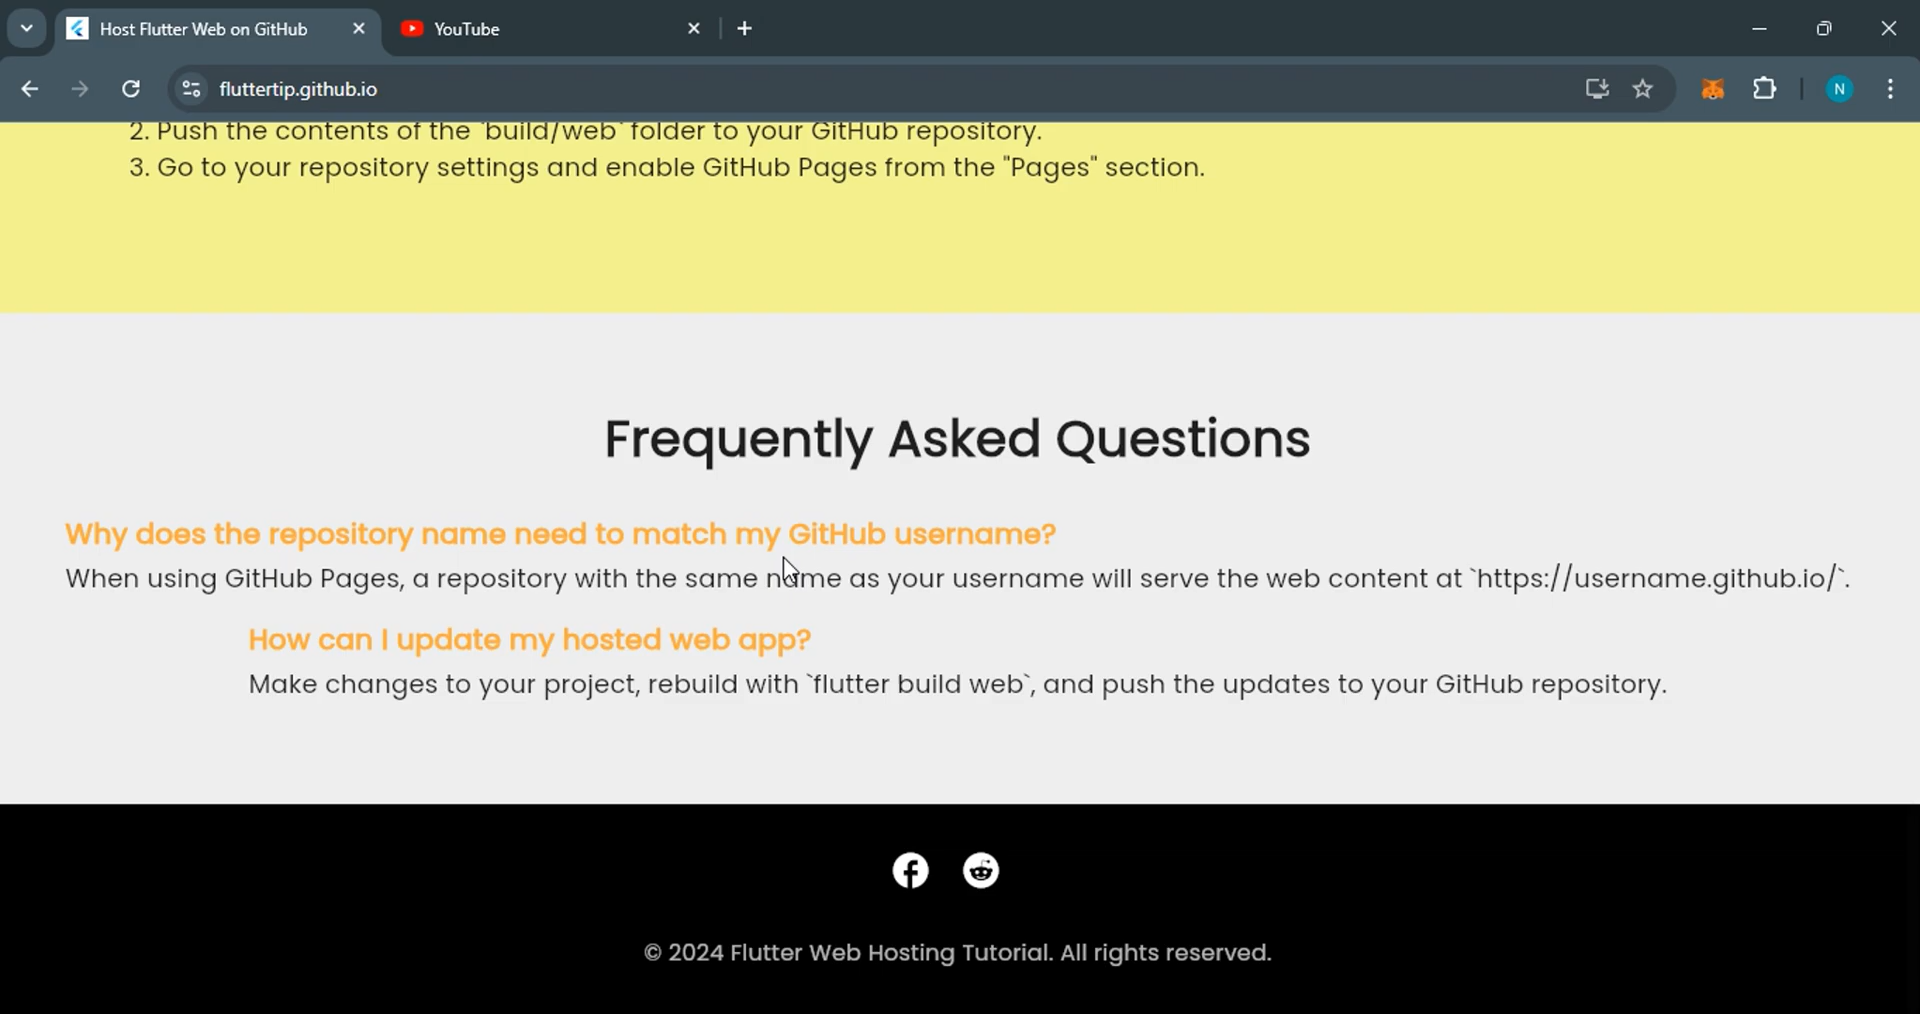 Host Flutter Web on GitHub
YouTube
fluttertip.github.io
N
2. Push the contents of the `build/web` folder to your GitHub repository.
3. Go to your repository settings and enable GitHub Pages from the "Pages" section.
Frequently Asked Questions
Why does the repository name need to match my GitHub username?
When using GitHub Pages, a repository with the same name as your username will serve the web content at `https://username.github.io/`.
How can I update my hosted web app?
Make changes to your project, rebuild with `flutter build web`, and push the updates to your GitHub repository.
© 2024 Flutter Web Hosting Tutorial. All rights reserved.